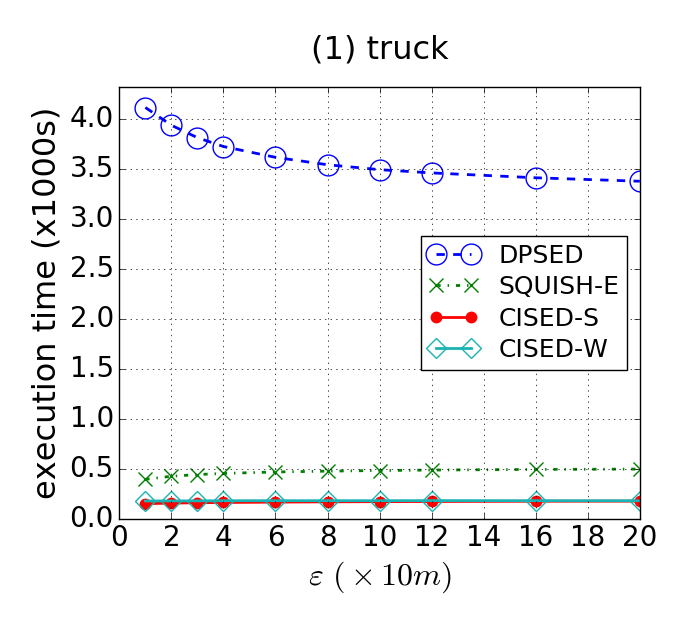 (1) truck
execution time (x1000s)
4.0
3.5
3.0
2.5
2.0
1.5
1.0
0.5
0.0
DPSED
SQUISH-E
CISED-S
CISED-W
0 2 4 6 8 10 12 14 16 18 20
ε (×10m)